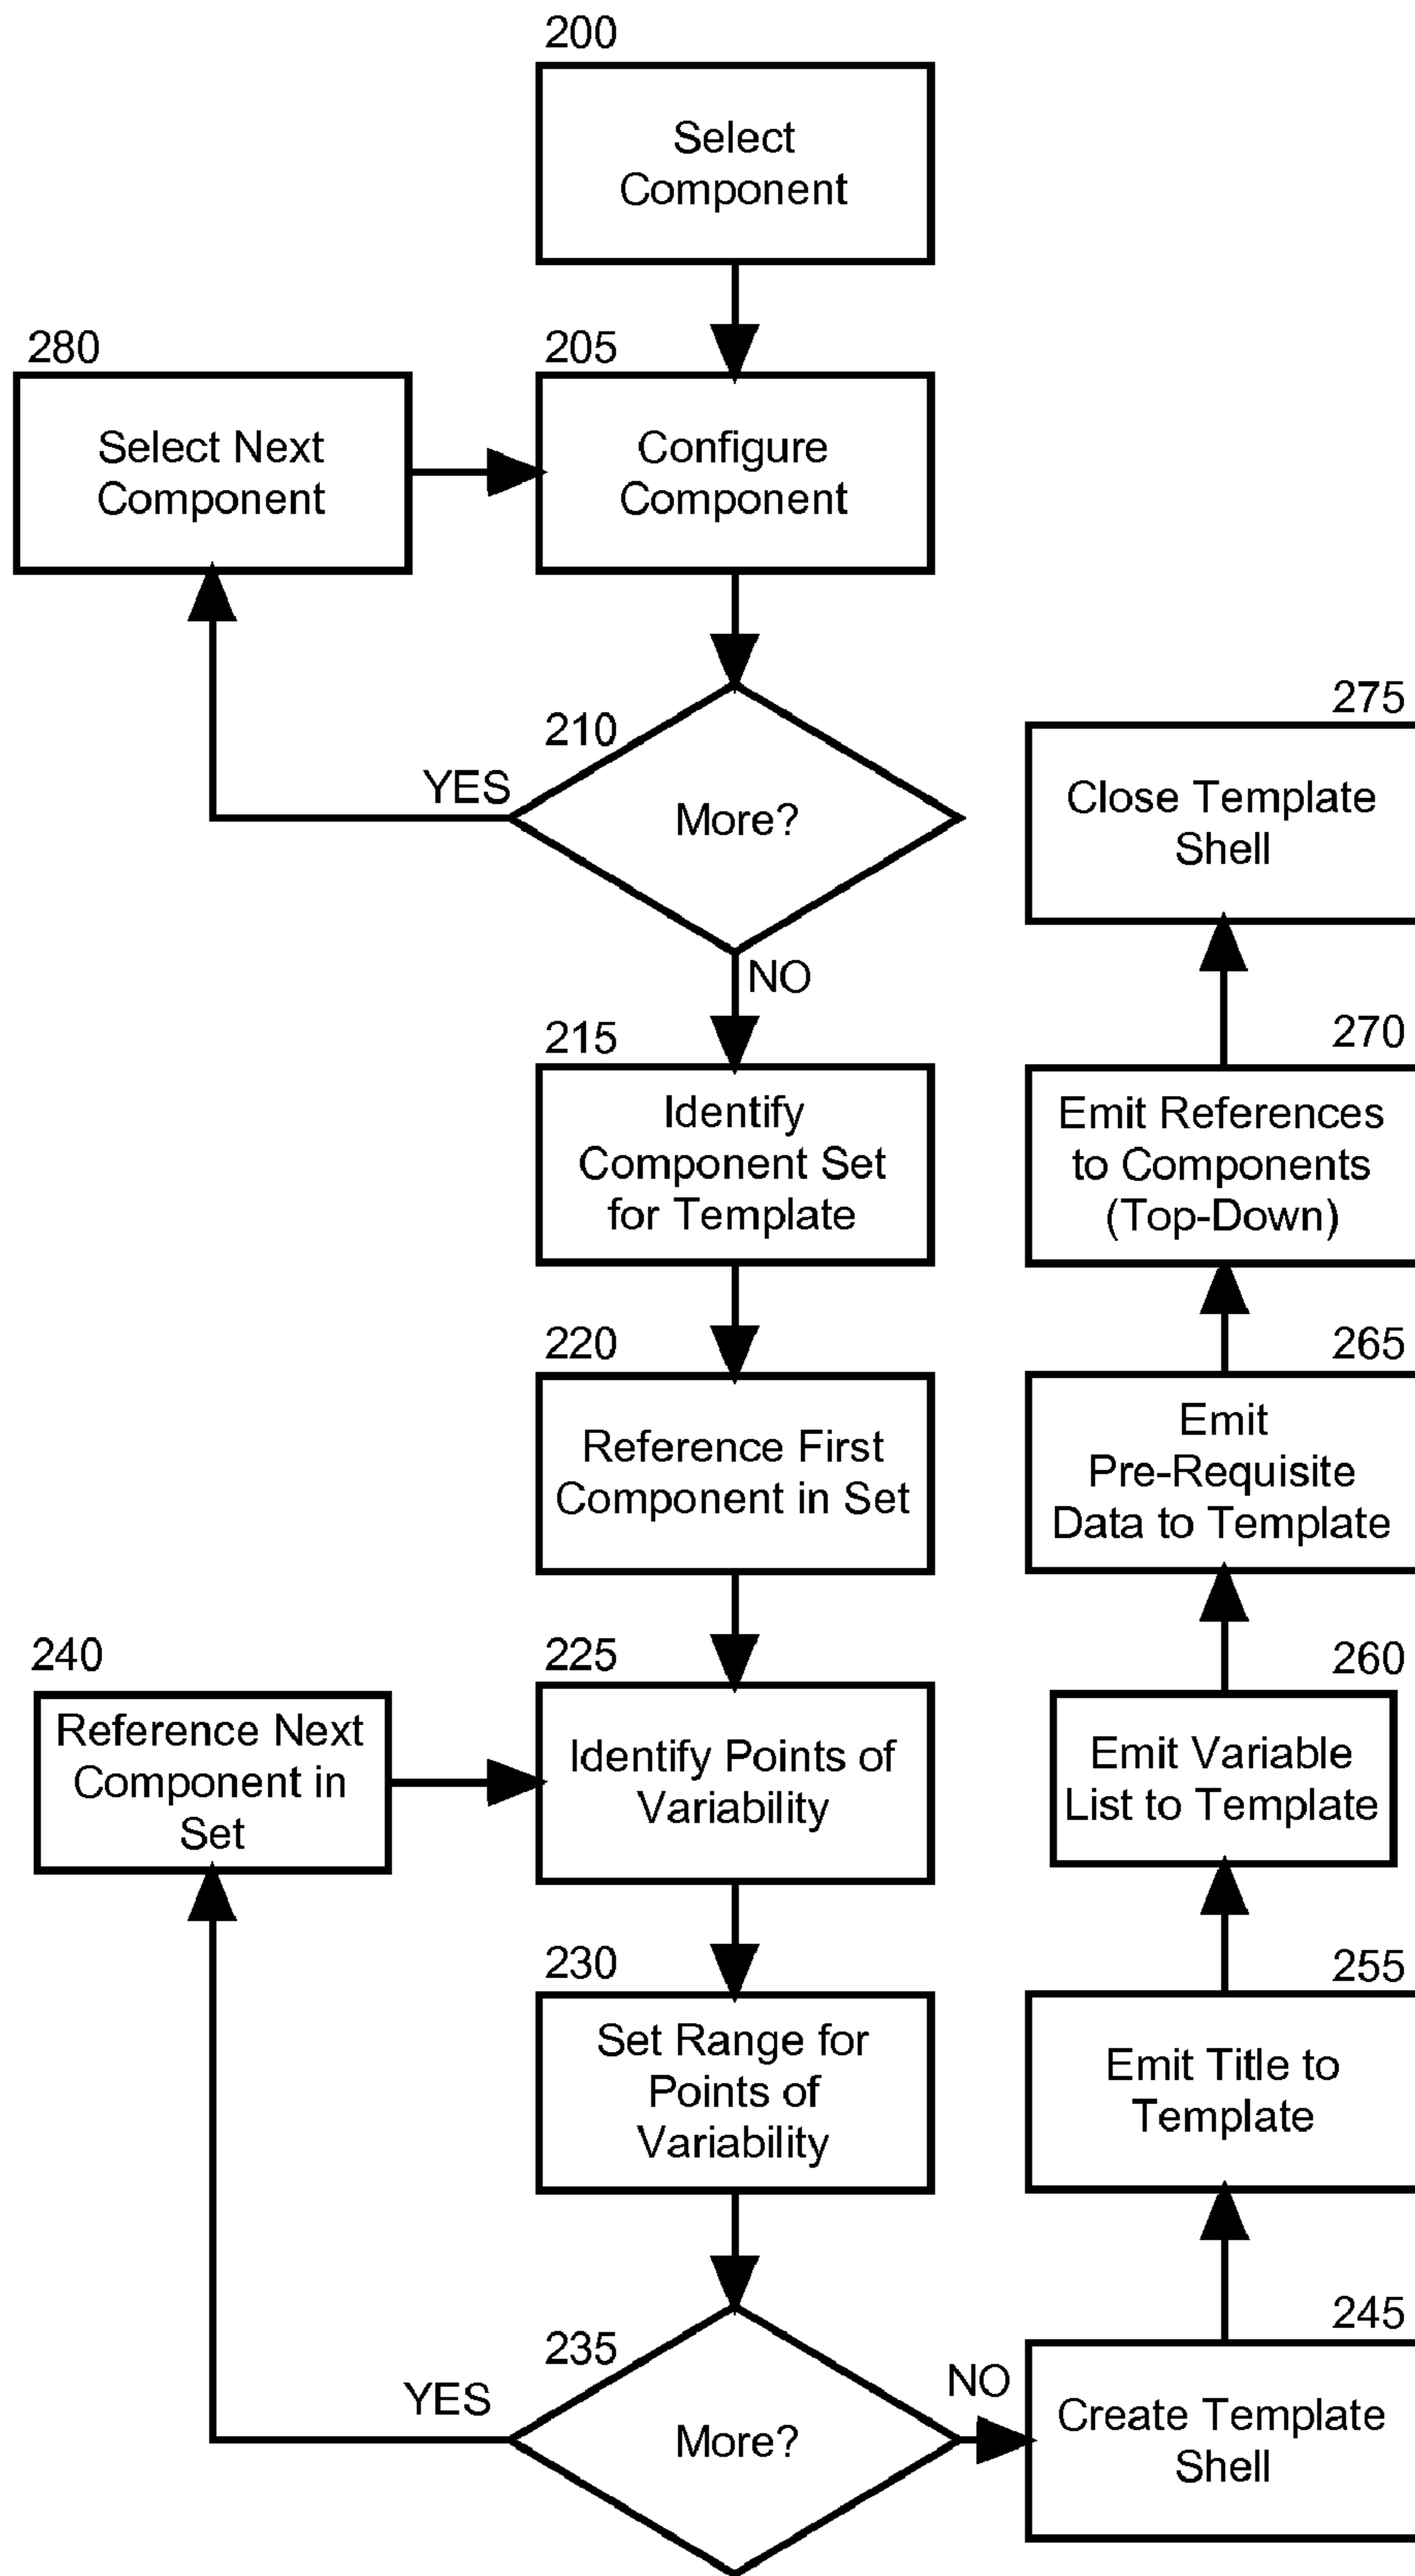 200
Select
Component
280
Select Next
Component
205
Configure
Component
210
YES
More?
NO
215
Identify
Component Set
for Template
220
Reference First
Component in Set
240
Reference Next
Component in
Set
225
Identify Points of
Variability
230
Set Range for
Points of
Variability
235
YES
More?
NO
245
Create Template
Shell
255
Emit Title to
Template
260
Emit Variable
List to Template
265
Emit
Pre-Requisite
Data to Template
270
Emit References
to Components
(Top-Down)
275
Close Template
Shell